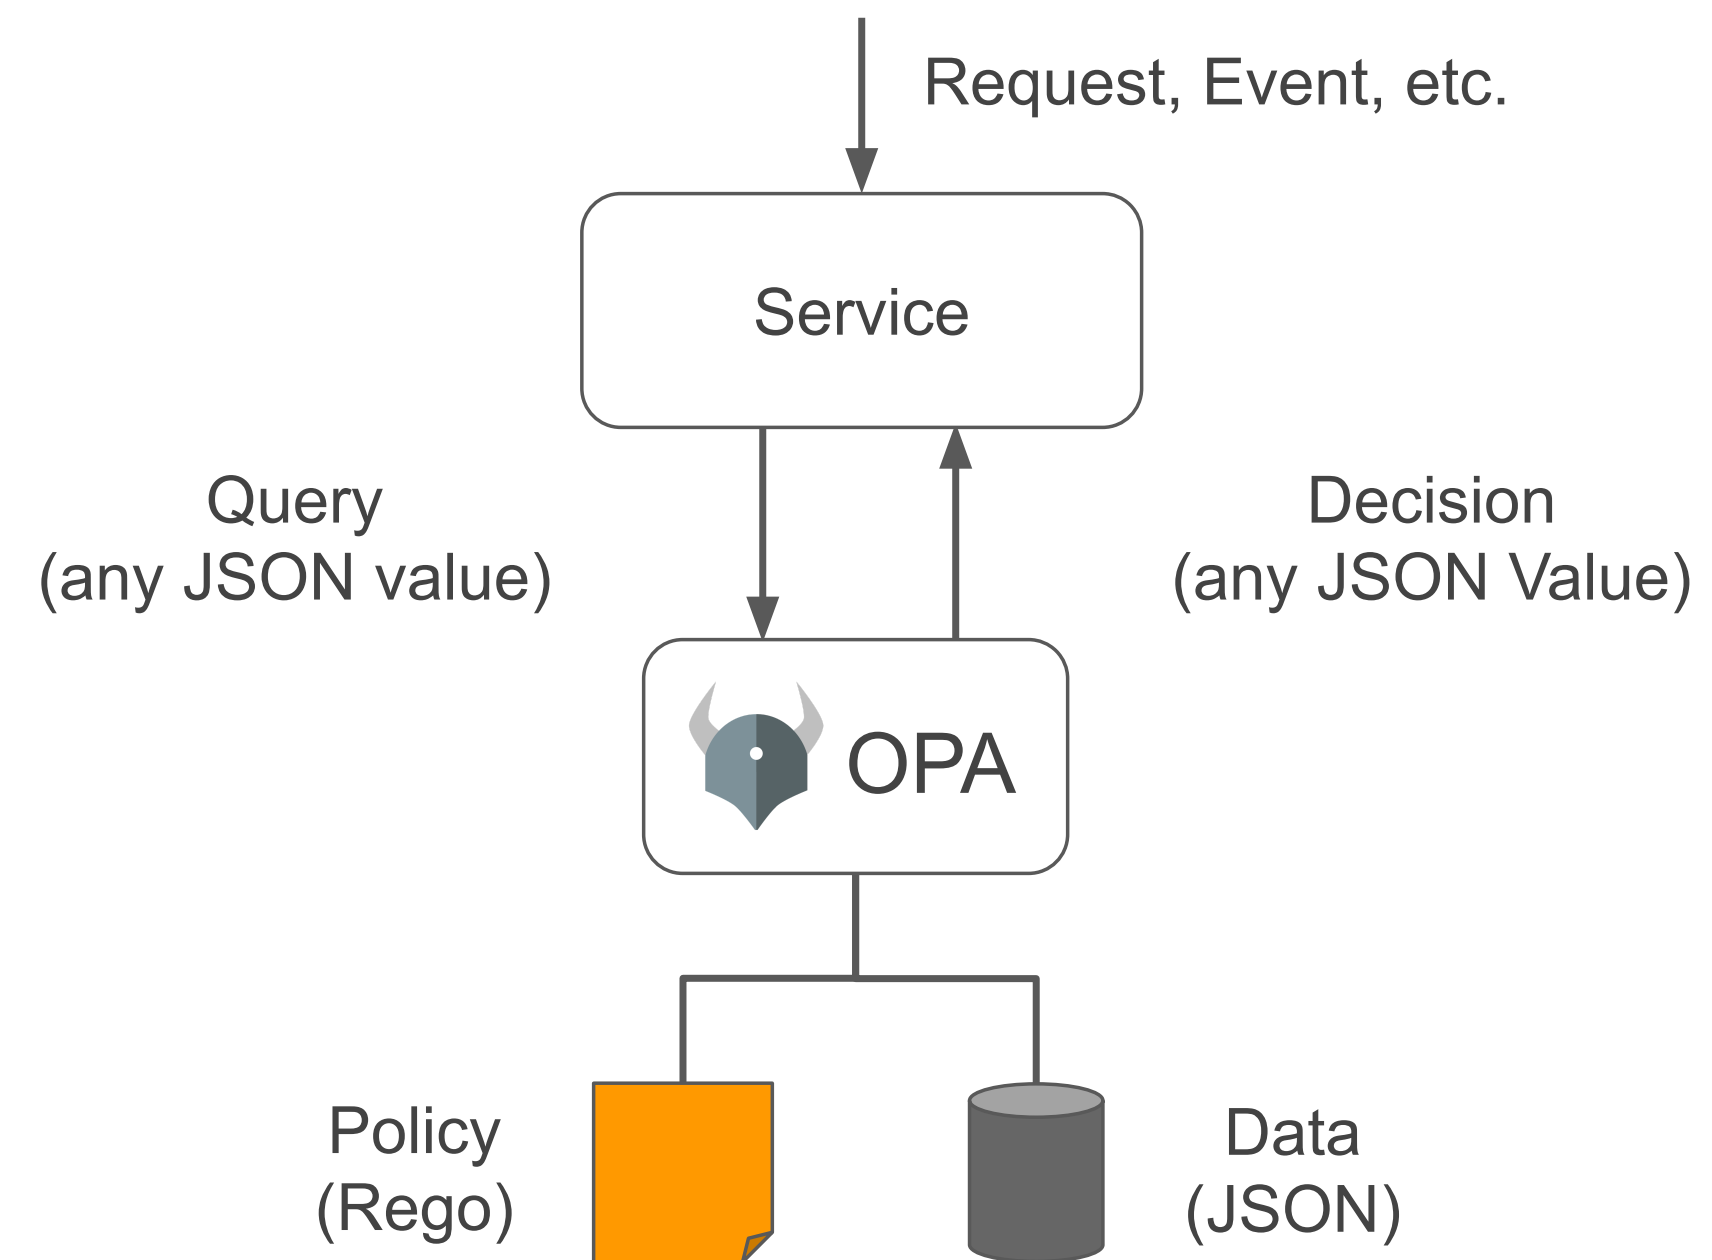 Request, Event, etc.
Service
Query
(any JSON value)
Decision
(any JSON Value)
OPA
Policy
(Rego)
Data
(JSON)